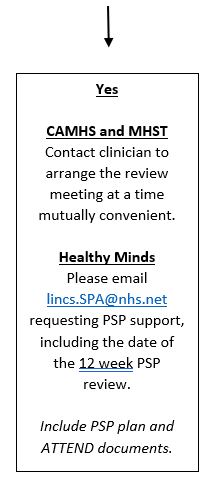 Yes
CAMHS and MHST
Contact clinician to
arrange the review
meeting at a time
mutually convenient.
Healthy Minds
Please email
lincs.SPA@nhs.net
requesting PSP support,
including the date of
the 12 week PSP
review.
Include PSP plan and
ATTEND documents.